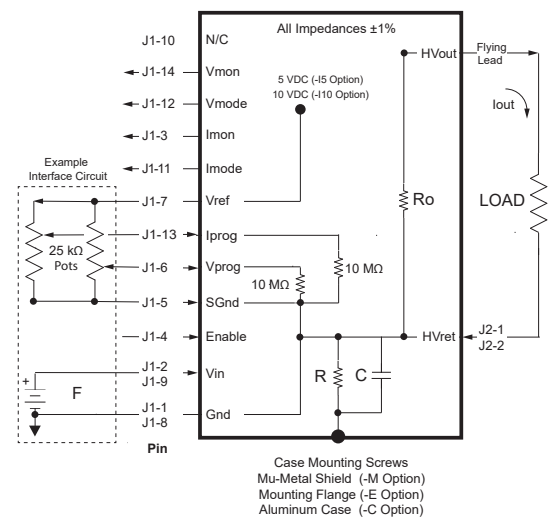 All Impedances ±1%
J1-10 N/C
J1-14 Vmon
J1-12 Vmode
J1-3 Imon
J1-11 Imode
J1-7 Vref
J1-13 Iprog
J1-6 Vprog
J1-5 SGnd
J1-4 Enable
J1-2
J1-9
Vin
J1-1
J1-8
Gnd
Pin
5 VDC (-I5 Option)
10 VDC (-I10 Option)
Example
Interface Circuit
25 kΩ
Pots
+
F
10 MΩ
10 MΩ
R
C
Ro
HVout
Flying
Lead
Iout
LOAD
HVret
J2-1
J2-2
Case Mounting Screws
Mu-Metal Shield (-M Option)
Mounting Flange (-E Option)
Aluminum Case (-C Option)